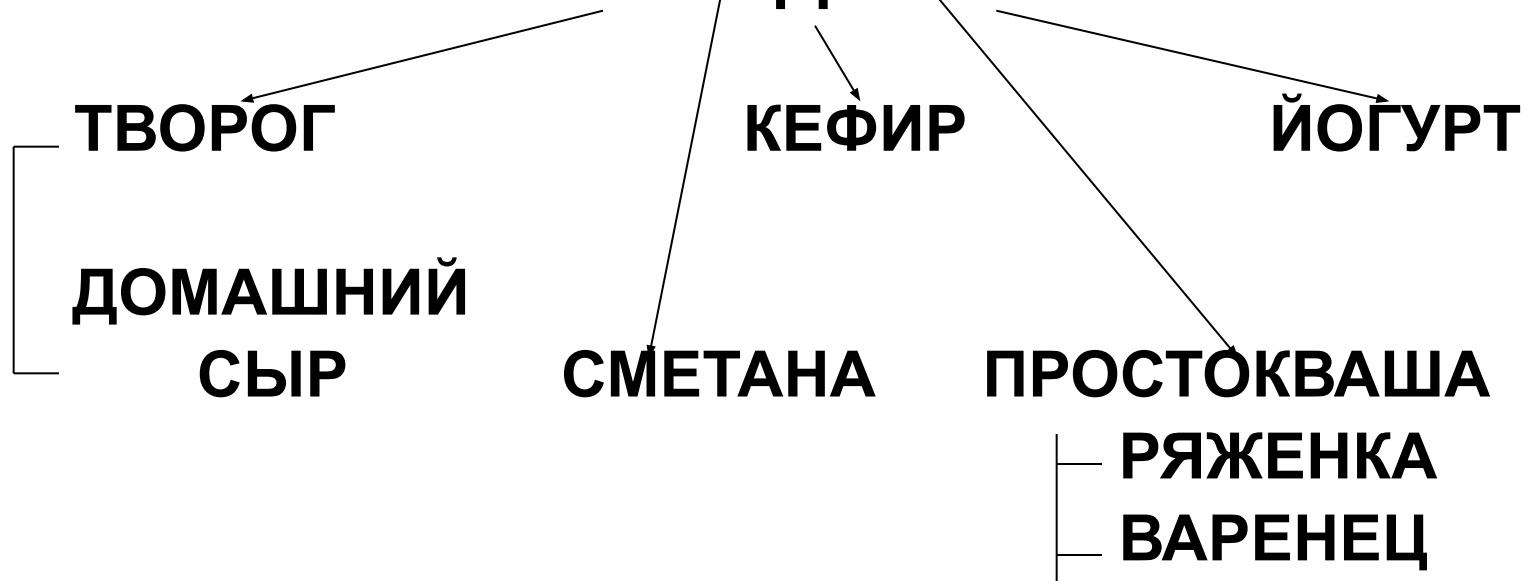 ТВОРОГ КЕФИР ЙОГУРТ
ДОМАШНИЙ
СЫР СМЕТАНА ПРОСТОКВАША
РЯЖЕНКА
ВАРЕНЕЦ